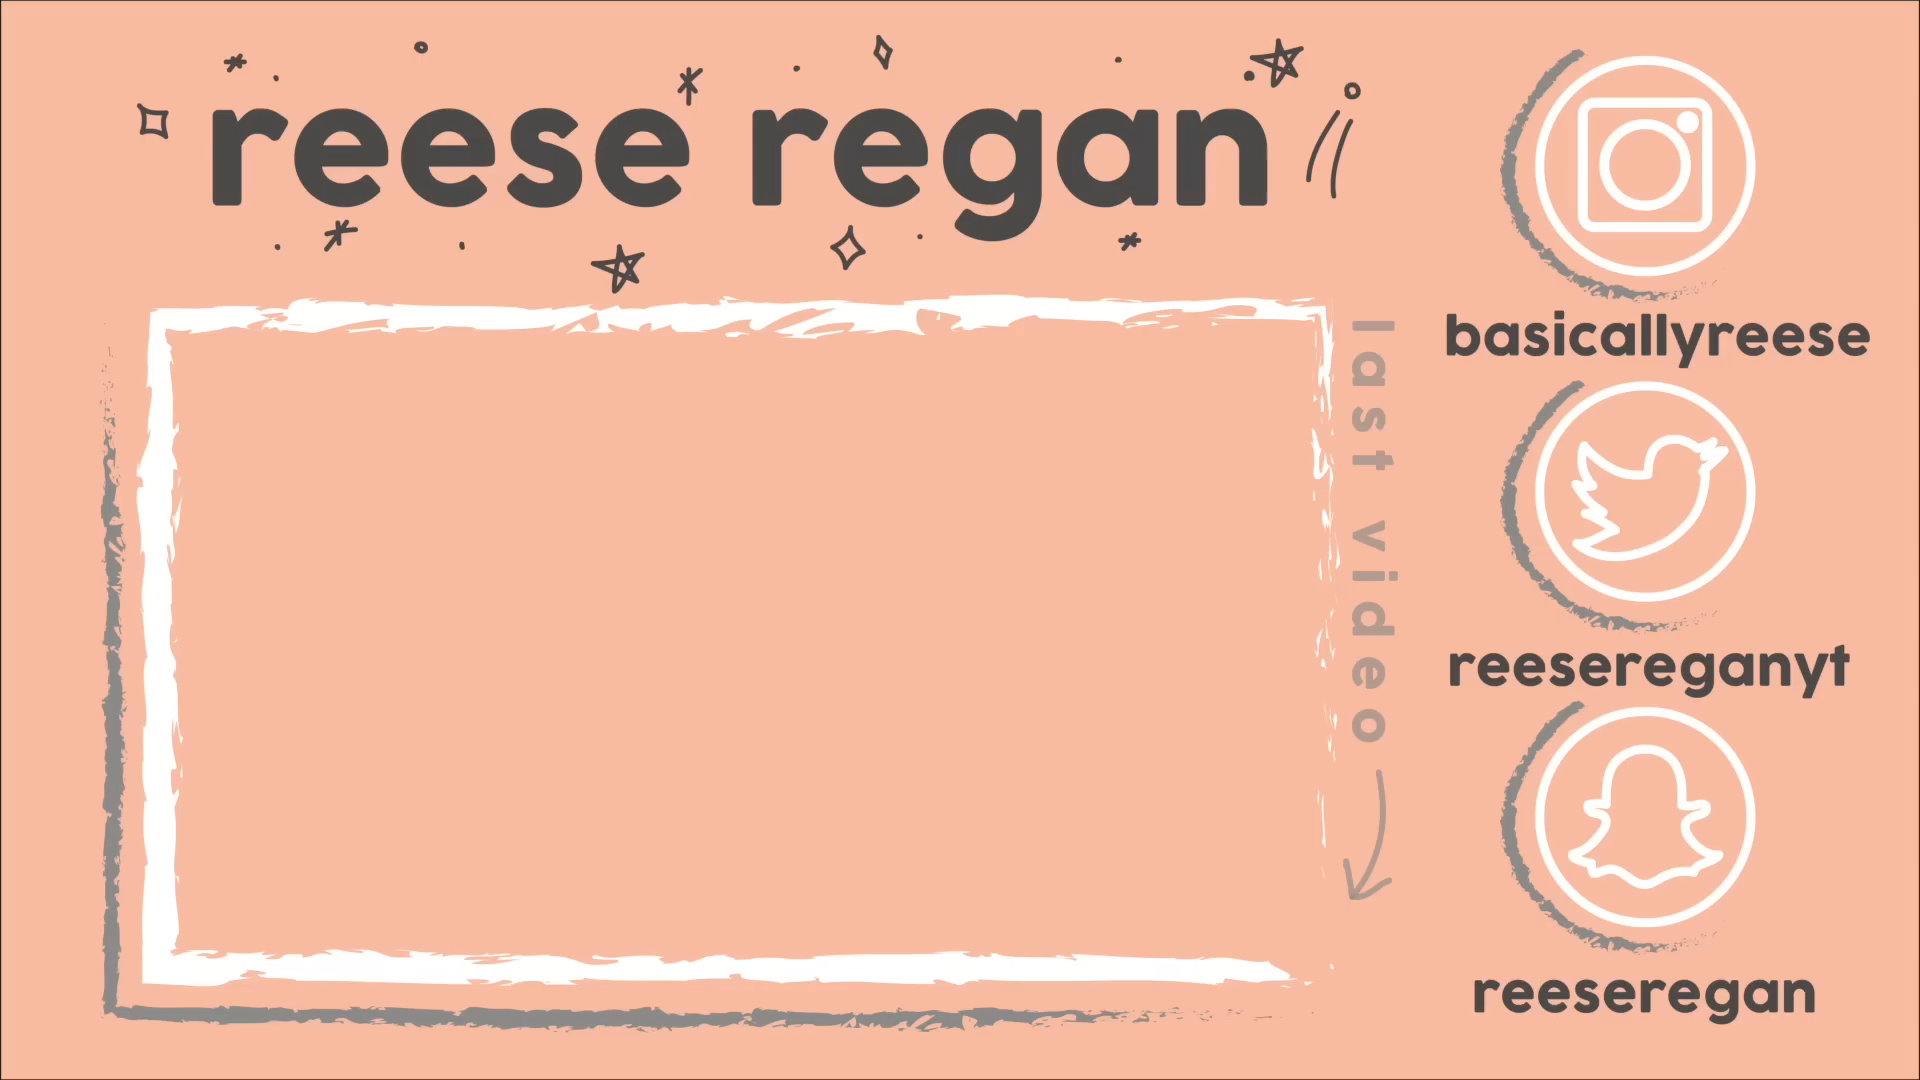 reese regan
last video
basicallyreese
reesereganyt
reeseregan